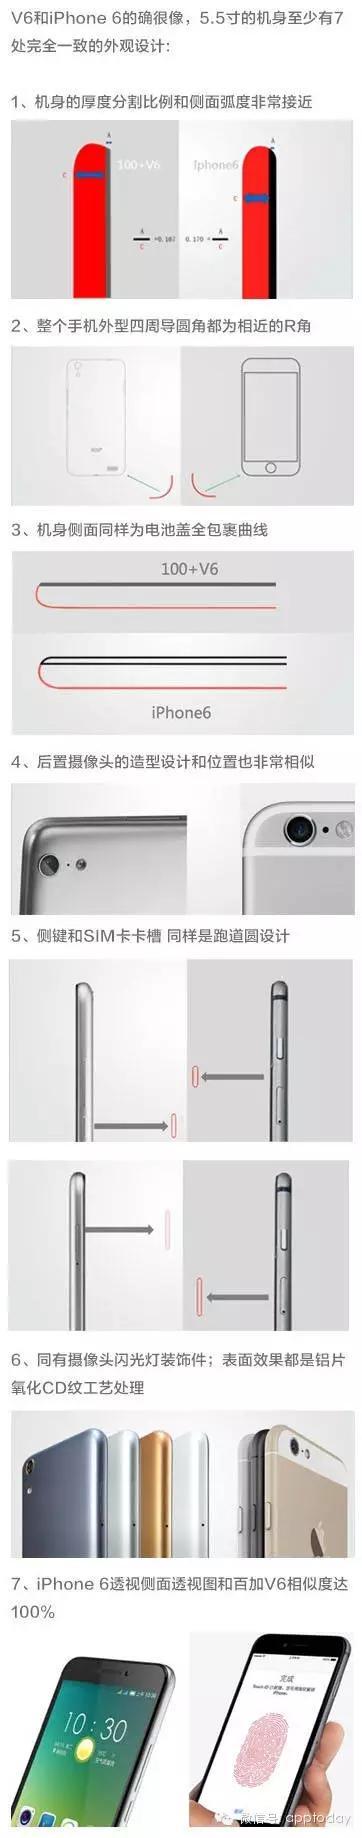 V6和iPhone 6的确很像，5.5寸的机身至少有7
处完全一致的外观设计：
1、机身的厚度分割比例和侧面弧度非常接近
A
100+V6
C
A/C =0.187
Iphone6
A
C
0.170 = A/C
2、整个手机外型四周导圆角都为相近的R角
3、机身侧面同样为电池盖全包裹曲线
100+V6
iPhone6
4、后置摄像头的造型设计和位置也非常相似
5、侧键和SIM卡卡槽 同样是跑道圆设计
6、同有摄像头闪光灯装饰件；表面效果都是铝片
氧化CD纹工艺处理
7、iPhone 6透视侧面透视图和百加V6相似度达
100%
10:30
完成
微信号: apptoday